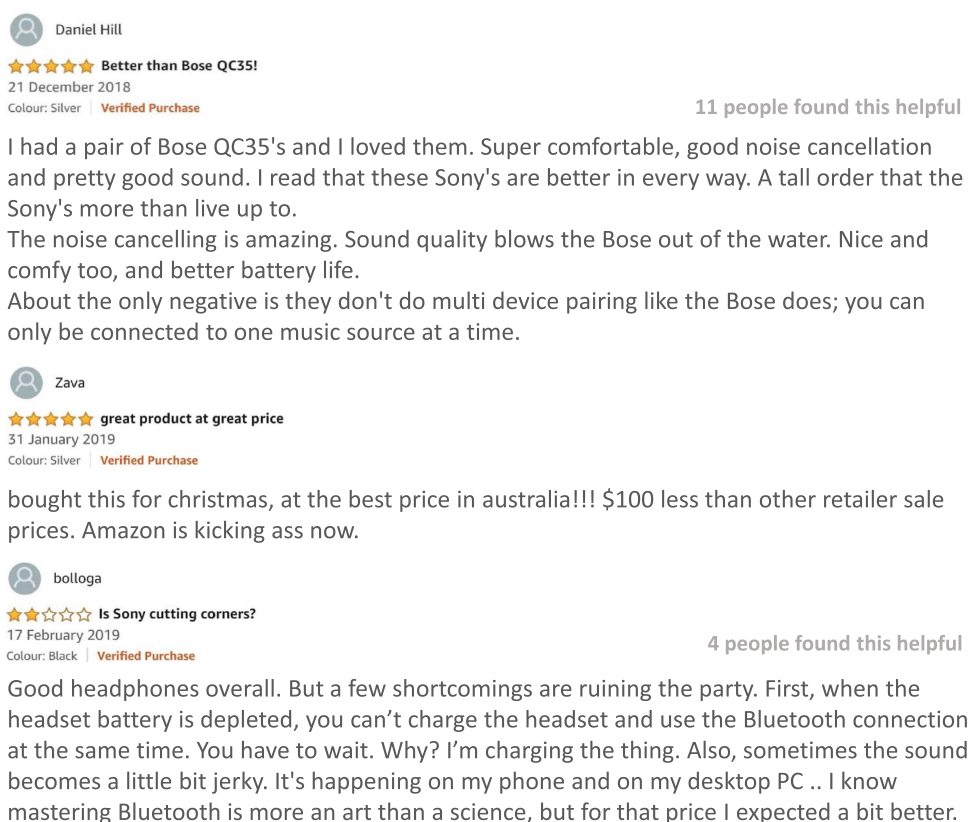 Daniel Hill
Better than Bose QC35!
21 December 2018
Colour: Silver | Verified Purchase
11 people found this helpful
I had a pair of Bose QC35's and I loved them. Super comfortable, good noise cancellation
and pretty good sound. I read that these Sony's are better in every way. A tall order that the
Sony's more than live up to.
The noise cancelling is amazing. Sound quality blows the Bose out of the water. Nice and
comfy too, and better battery life.
About the only negative is they don't do multi device pairing like the Bose does; you can
only be connected to one music source at a time.
Zava
great product at great price
31 January 2019
Colour: Silver | Verified Purchase
bought this for christmas, at the best price in australia!!! $100 less than other retailer sale
prices. Amazon is kicking ass now.
bolloga
Is Sony cutting corners?
17 February 2019
Colour: Black | Verified Purchase
4 people found this helpful
Good headphones overall. But a few shortcomings are ruining the party. First, when the
headset battery is depleted, you can’t charge the headset and use the Bluetooth connection
at the same time. You have to wait. Why? I’m charging the thing. Also, sometimes the sound
becomes a little bit jerky. It's happening on my phone and on my desktop PC .. I know
mastering Bluetooth is more an art than a science, but for that price I expected a bit better.